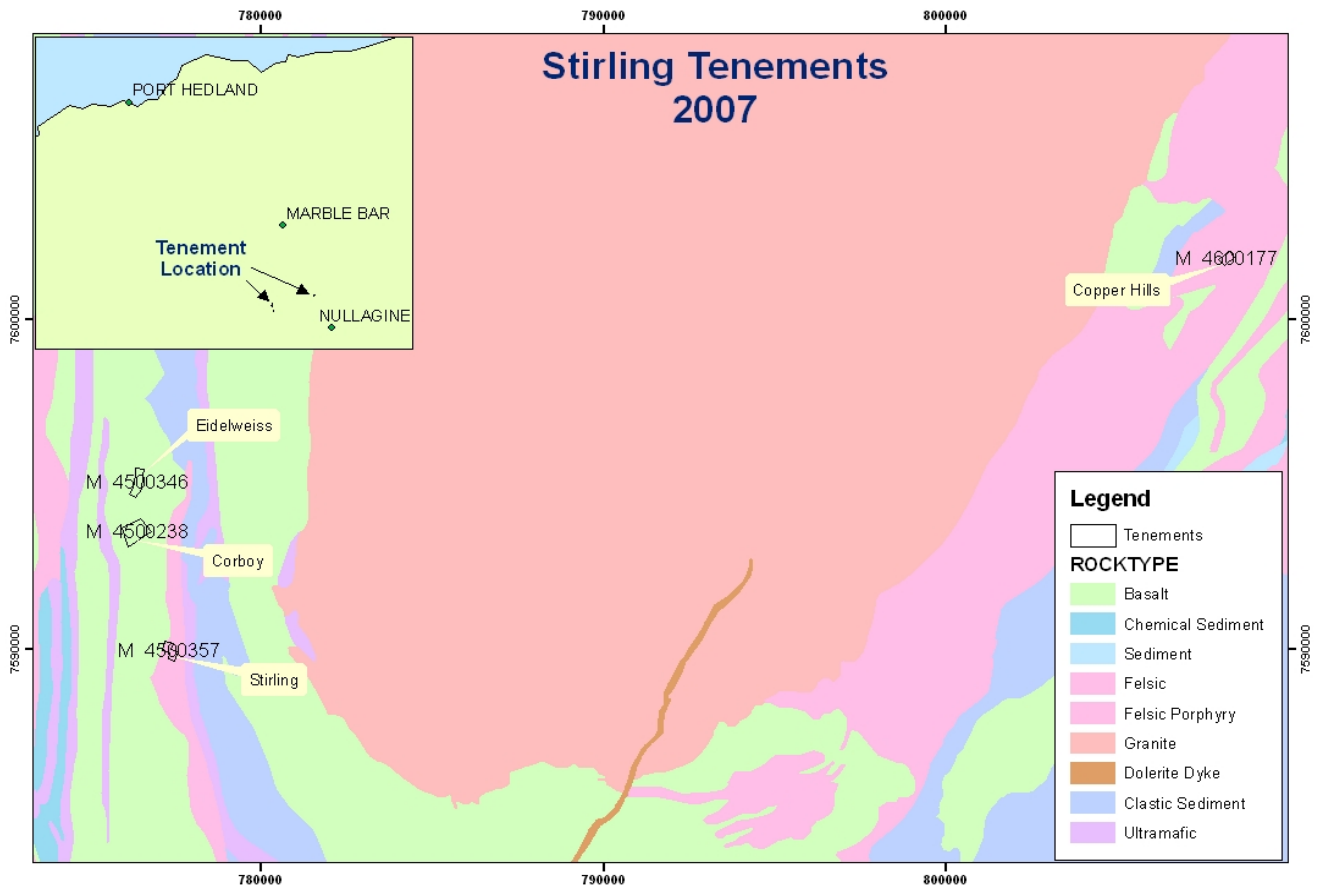 780000
790000
800000
Stirling Tenements
2007
PORT HEDLAND
MARBLE BAR
Tenement
Location
NULLAGINE
M 4600177
Copper Hills
7600000
7600000
Eidelweiss
M 4500346
M 4500238
Corboy
7590000
7590000
M 4500357
Stirling
Legend
Tenements
ROCKTYPE
Basalt
Chemical Sediment
Sediment
Felsic
Felsic Porphyry
Granite
Dolerite Dyke
Clastic Sediment
Ultramafic
780000
790000
800000